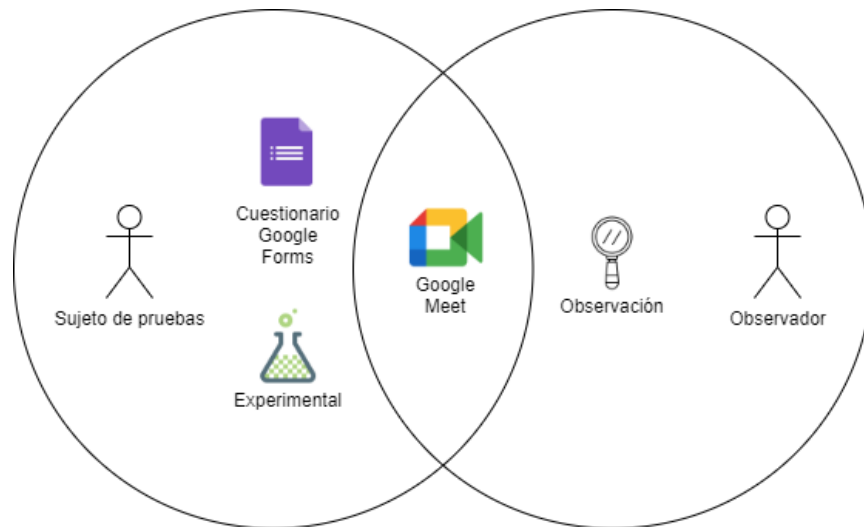 Cuestionario
Google
Forms
Sujeto de pruebas
Experimental
Google
Meet
Observación
Observador